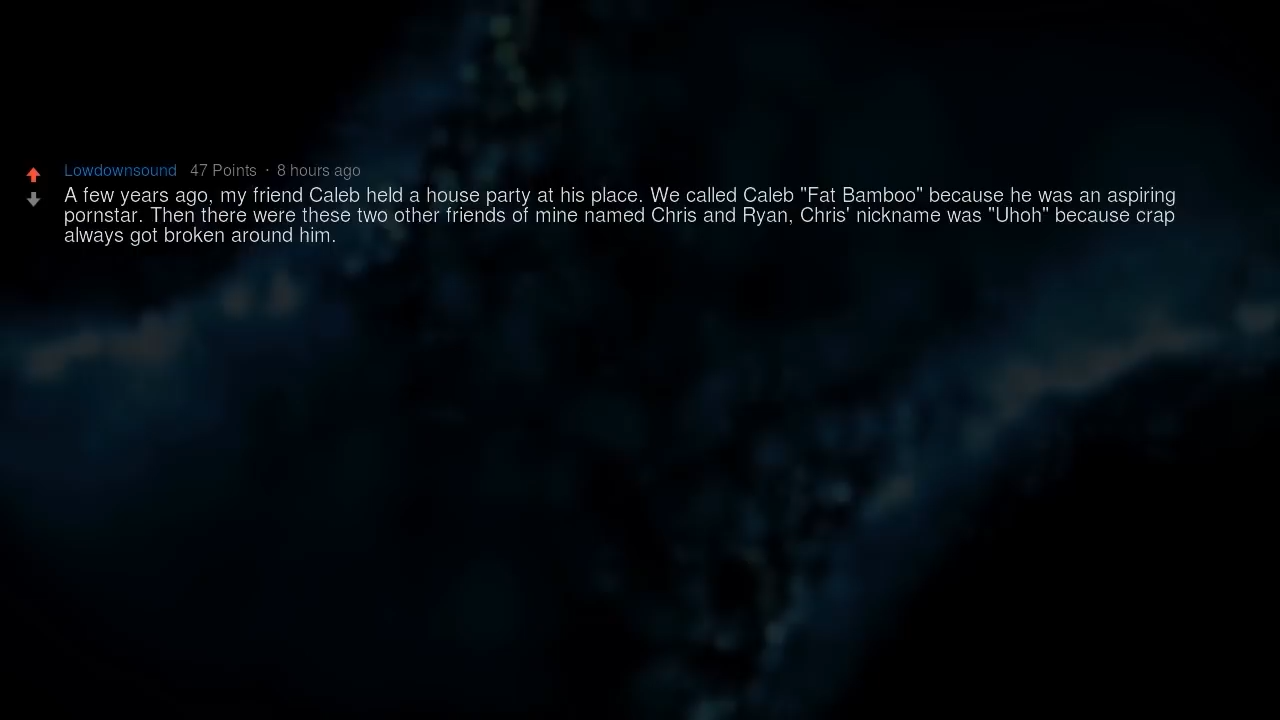 Lowdownsound 47 Points · 8 hours ago
A few years ago, my friend Caleb held a house party at his place. We called Caleb "Fat Bamboo" because he was an aspiring
pornstar. Then there were these two other friends of mine named Chris and Ryan, Chris' nickname was "Uhoh" because crap
always got broken around him.